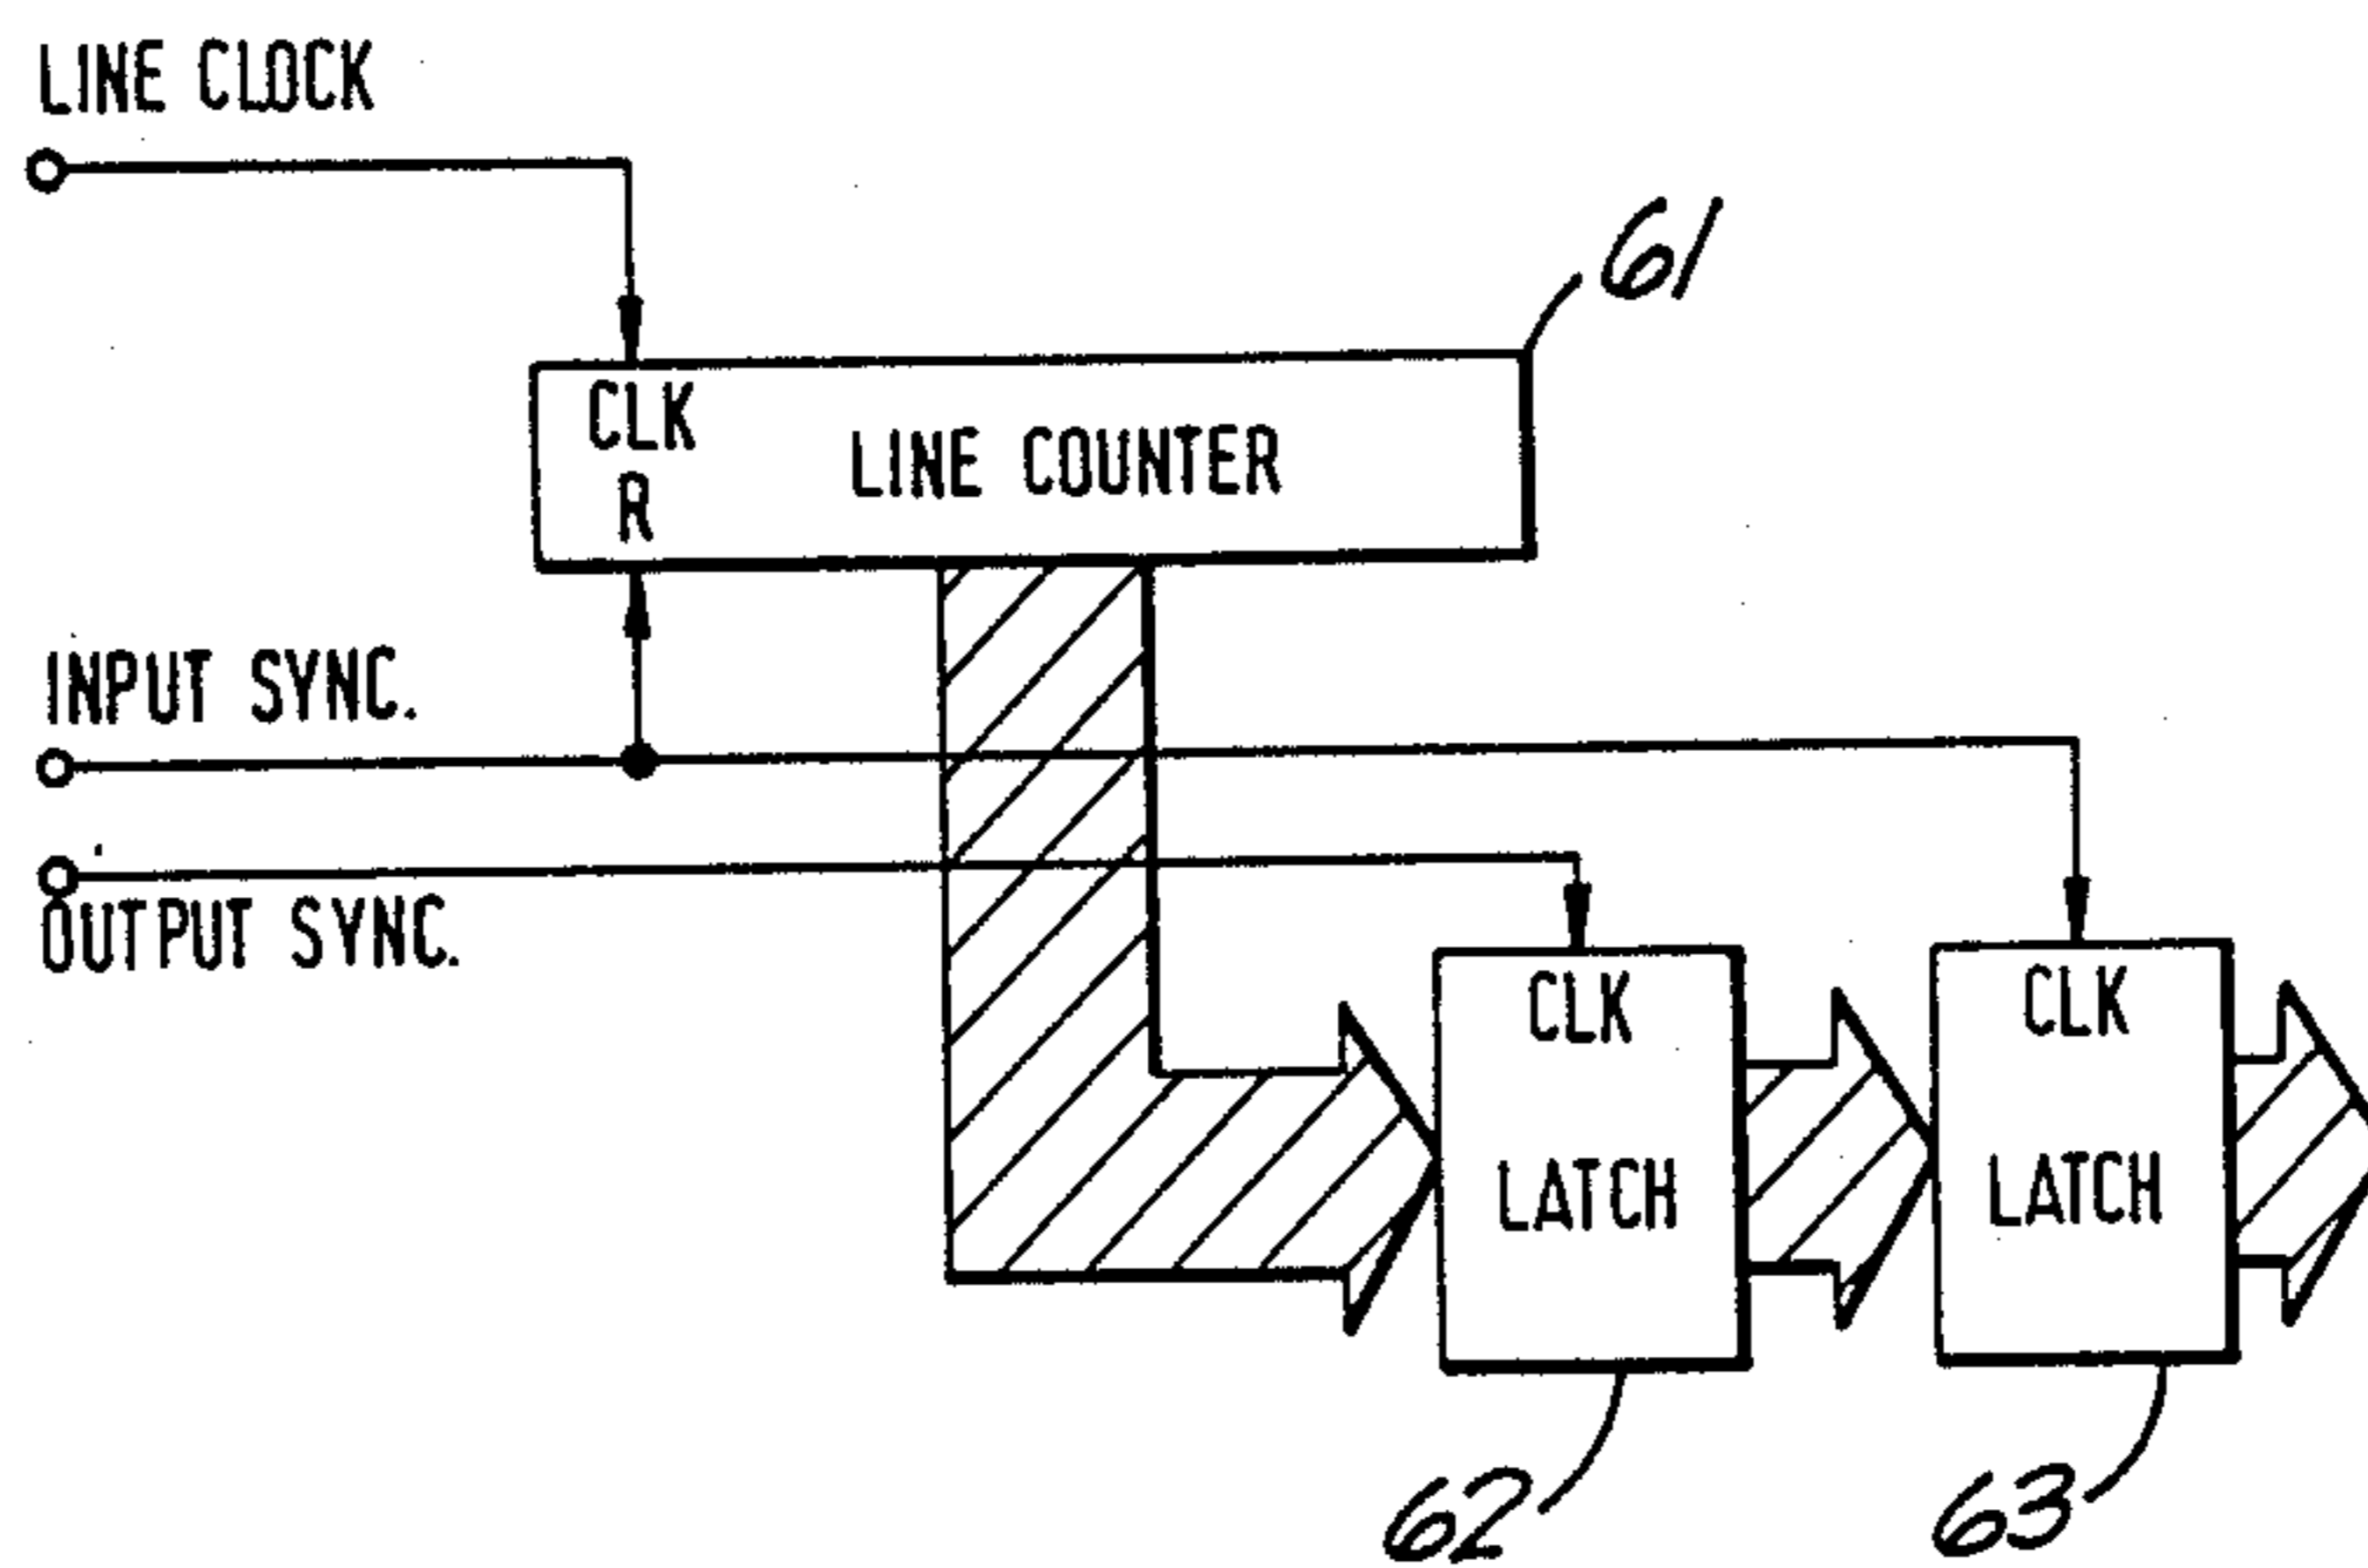 LINE CLOCK
61
CLK
R
LINE COUNTER
INPUT SYNC.
OUTPUT SYNC.
CLK
LATCH
CLK
LATCH
62
63